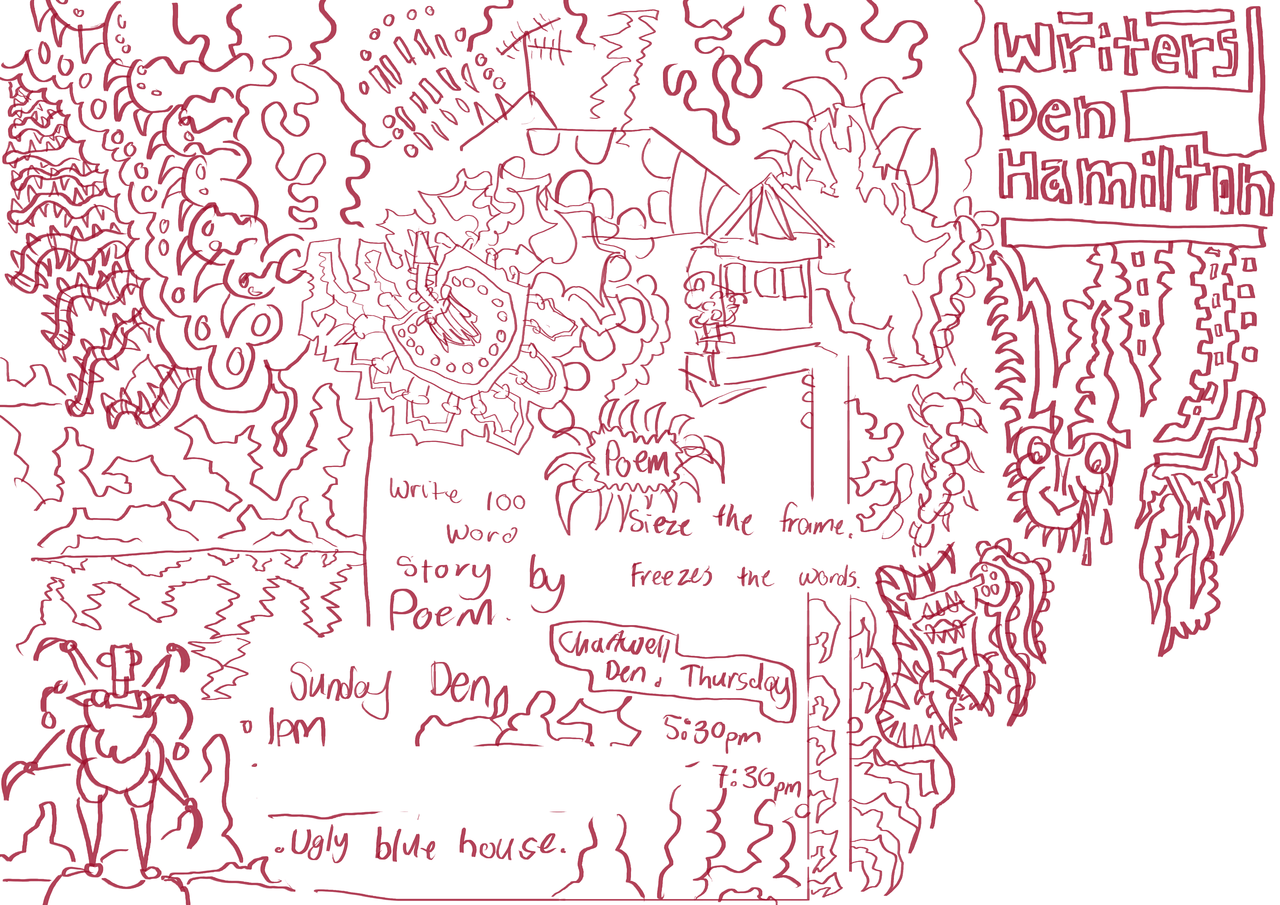 Writers
Den
Hamilton
Poem
Write 100
Word
Story by
Poem.
Sieze the frame.
Freezes the words.
Chartwell
Den. Thursday
Sunday Den,
1pm
5:30pm
7:30pm
Ugly blue house.